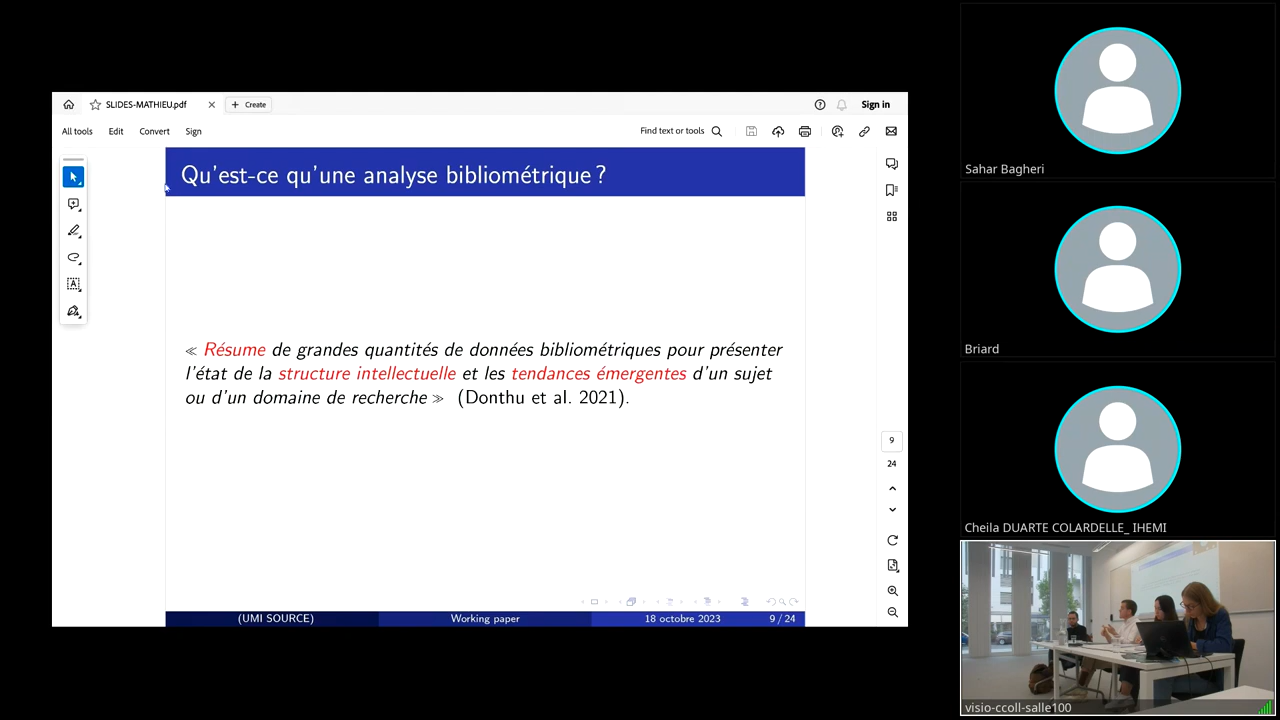 SLIDES-MATHIEU.pdf
Create
Sign in
All tools
Edit
Convert
Sign
Find text or tools
Qu'est-ce qu'une analyse bibliométrique ?
≪ Résume de grandes quantités de données bibliométriques pour présenter
l'état de la structure intellectuelle et les tendances émergentes d'un sujet
ou d'un domaine de recherche ≫ (Donthu et al. 2021).
9
24
(UMI SOURCE)
Working paper
18 octobre 2023
9 / 24
Sahar Bagheri
Briard
Cheila DUARTE COLARDELLE_ IHEMI
visio-ccoll-salle100